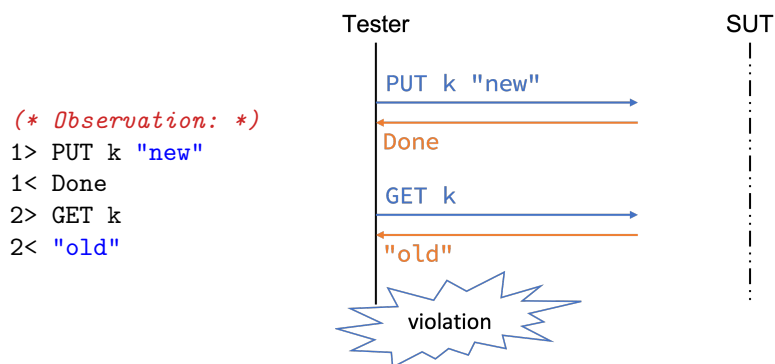 (* Observation: *)
1> PUT k "new"
1< Done
2> GET k
2< "old"
Tester
SUT
PUT k "new"
Done
GET k
"old"
violation